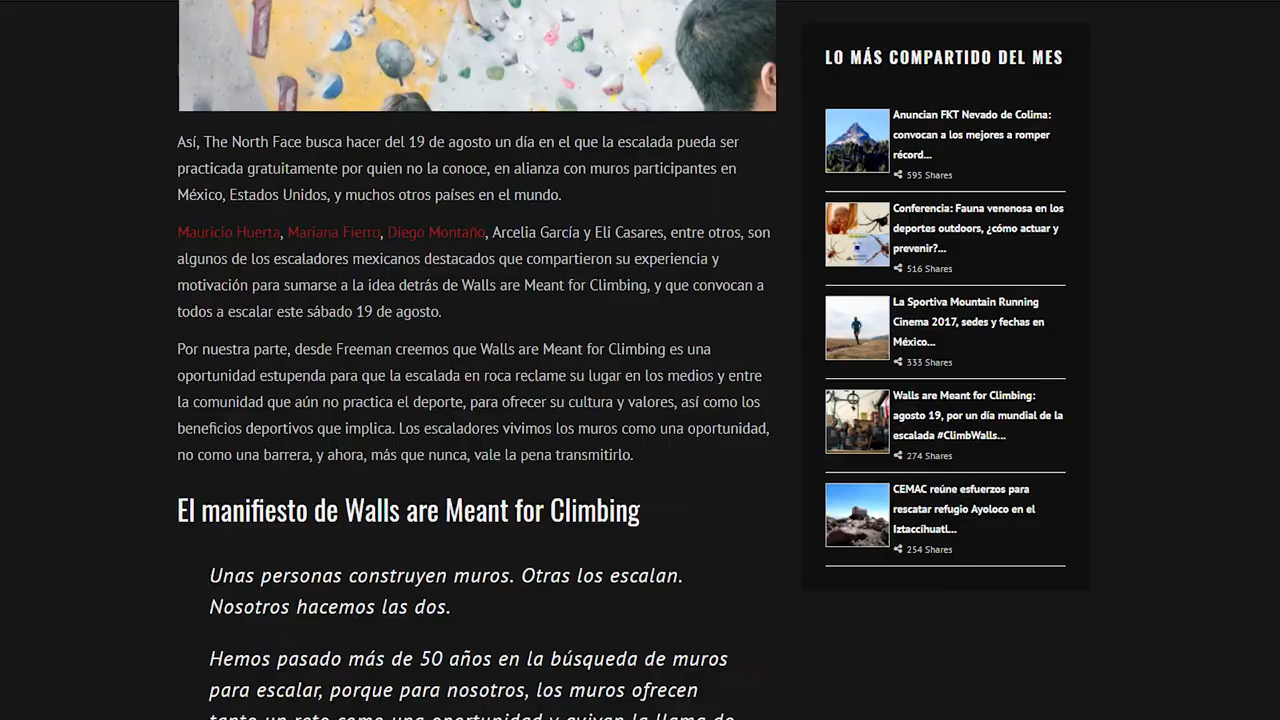 Así, The North Face busca hacer del 19 de agosto un día en el que la escalada pueda ser
practicada gratuitamente por quien no la conoce, en alianza con muros participantes en
México, Estados Unidos, y muchos otros países en el mundo.
Mauricio Huerta, Mariana Fierro, Diego Montaño, Arcelia García y Eli Casares, entre otros, son
algunos de los escaladores mexicanos destacados que compartieron su experiencia y
motivación para sumarse a la idea detrás de Walls are Meant for Climbing, y que convocan a
todos a escalar este sábado 19 de agosto.
Por nuestra parte, desde Freeman creemos que Walls are Meant for Climbing es una
oportunidad estupenda para que la escalada en roca reclame su lugar en los medios y entre
la comunidad que aún no practica el deporte, para ofrecer su cultura y valores, así como los
beneficios deportivos que implica. Los escaladores vivimos los muros como una oportunidad,
no como una barrera, y ahora, más que nunca, vale la pena transmitirlo.
El manifiesto de Walls are Meant for Climbing
Unas personas construyen muros. Otras los escalan.
Nosotros hacemos las dos.
Hemos pasado más de 50 años en la búsqueda de muros
para escalar, porque para nosotros, los muros ofrecen
tanto un reto como una oportunidad y avivan la llama de
LO MÁS COMPARTIDO DEL MES
Anuncian FKT Nevado de Colima:
convocan a los mejores a romper
récord...
595 Shares
Conferencia: Fauna venenosa en los
deportes outdoors, ¿cómo actuar y
prevenir?...
516 Shares
La Sportiva Mountain Running
Cinema 2017, sedes y fechas en
México...
333 Shares
Walls are Meant for Climbing:
agosto 19, por un día mundial de la
escalada #ClimbWalls...
274 Shares
CEMAC reúne esfuerzos para
rescatar refugio Ayoloco en el
Iztaccíhuatl...
254 Shares